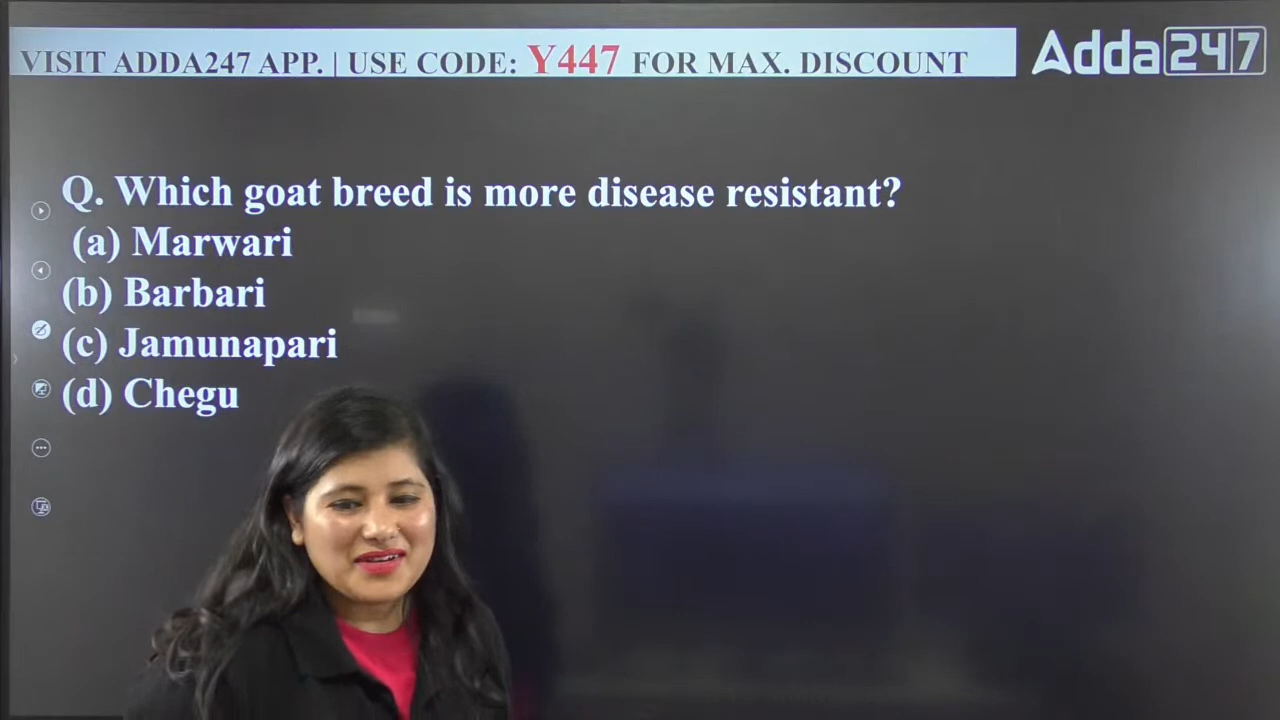 VISIT ADDA247 APP. | USE CODE: Y447 FOR MAX. DISCOUNT
Adda247
Q. Which goat breed is more disease resistant?
(a) Marwari
(b) Barbari
(c) Jamunapari
(d) Chegu